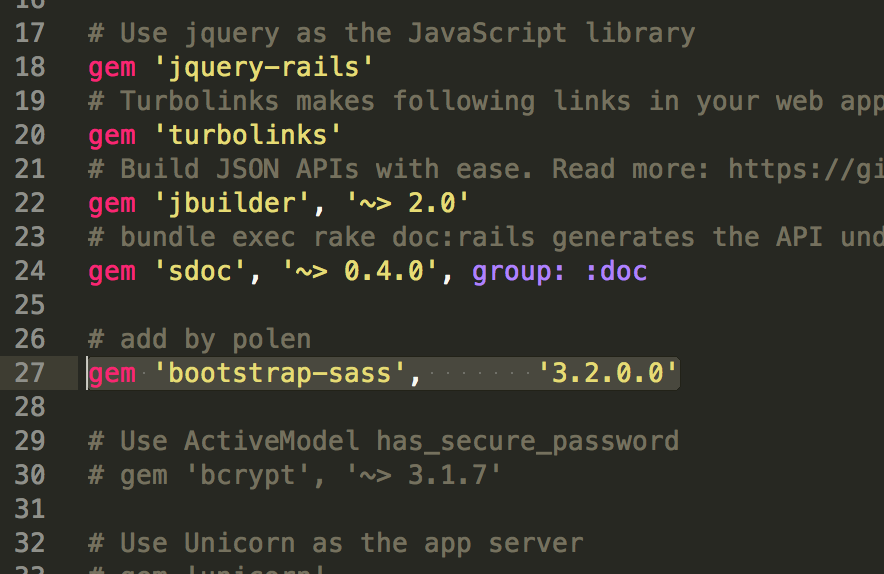 16
17 # Use jquery as the JavaScript library
18 gem 'jquery-rails'
19 # Turbolinks makes following links in your web app
20 gem 'turbolinks'
21 # Build JSON APIs with ease. Read more: https://gi
22 gem 'jbuilder', '~> 2.0'
23 # bundle exec rake doc:rails generates the API und
24 gem 'sdoc', '~> 0.4.0', group: :doc
25
26 # add by polen
27 gem 'bootstrap-sass',       '3.2.0.0'
28
29 # Use ActiveModel has_secure_password
30 # gem 'bcrypt', '~> 3.1.7'
31
32 # Use Unicorn as the app server
33 # gem 'unicorn'